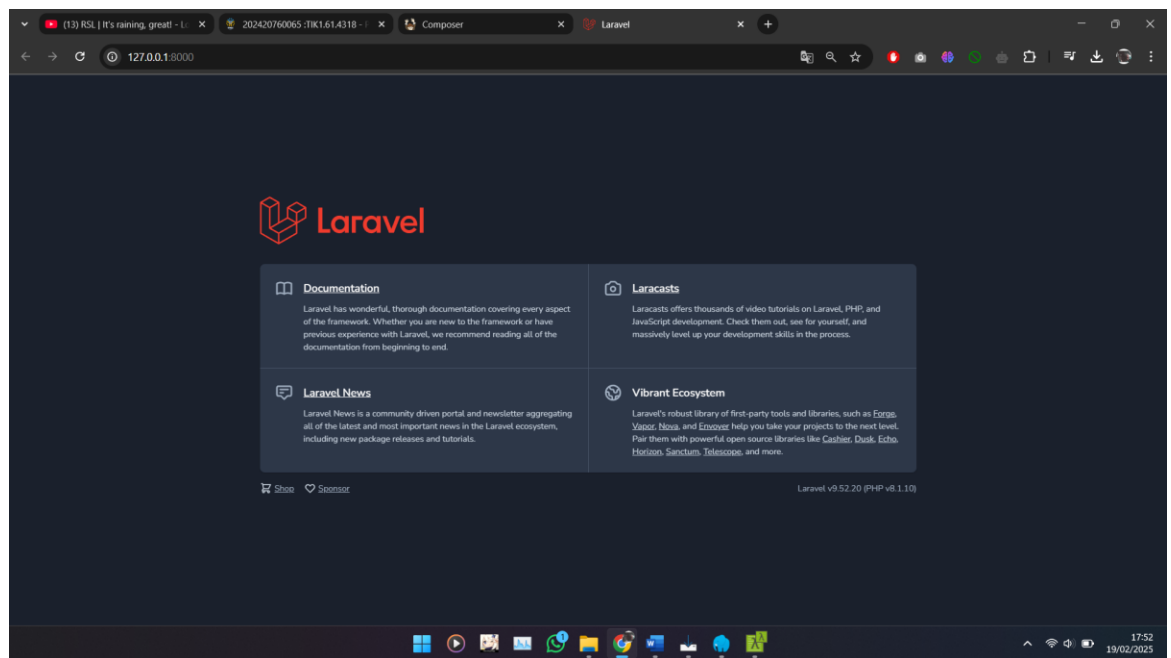 (13) RSL | It's raining, great! - Lo
202420760065 :TIK1.61.4318 -
Composer
Laravel
127.0.0.1:8000
Laravel
Documentation
Laravel has wonderful, thorough documentation covering every aspect
of the framework. Whether you are new to the framework or have
previous experience with Laravel, we recommend reading all of the
documentation from beginning to end.
Laracasts
Laracasts offers thousands of video tutorials on Laravel, PHP, and
JavaScript development. Check them out, see for yourself, and
massively level up your development skills in the process.
Laravel News
Laravel News is a community driven portal and newsletter aggregating
all of the latest and most important news in the Laravel ecosystem,
including new package releases and tutorials.
Vibrant Ecosystem
Laravel's robust library of first-party tools and libraries, such as Forge,
Vapor, Nova, and Envoyer help you take your projects to the next level.
Pair them with powerful open source libraries like Cashier, Dusk, Echo,
Horizon, Sanctum, Telescope, and more.
Shop
Sponsor
Laravel v9.52.20 (PHP v8.1.10)
1
17:52
19/02/2025